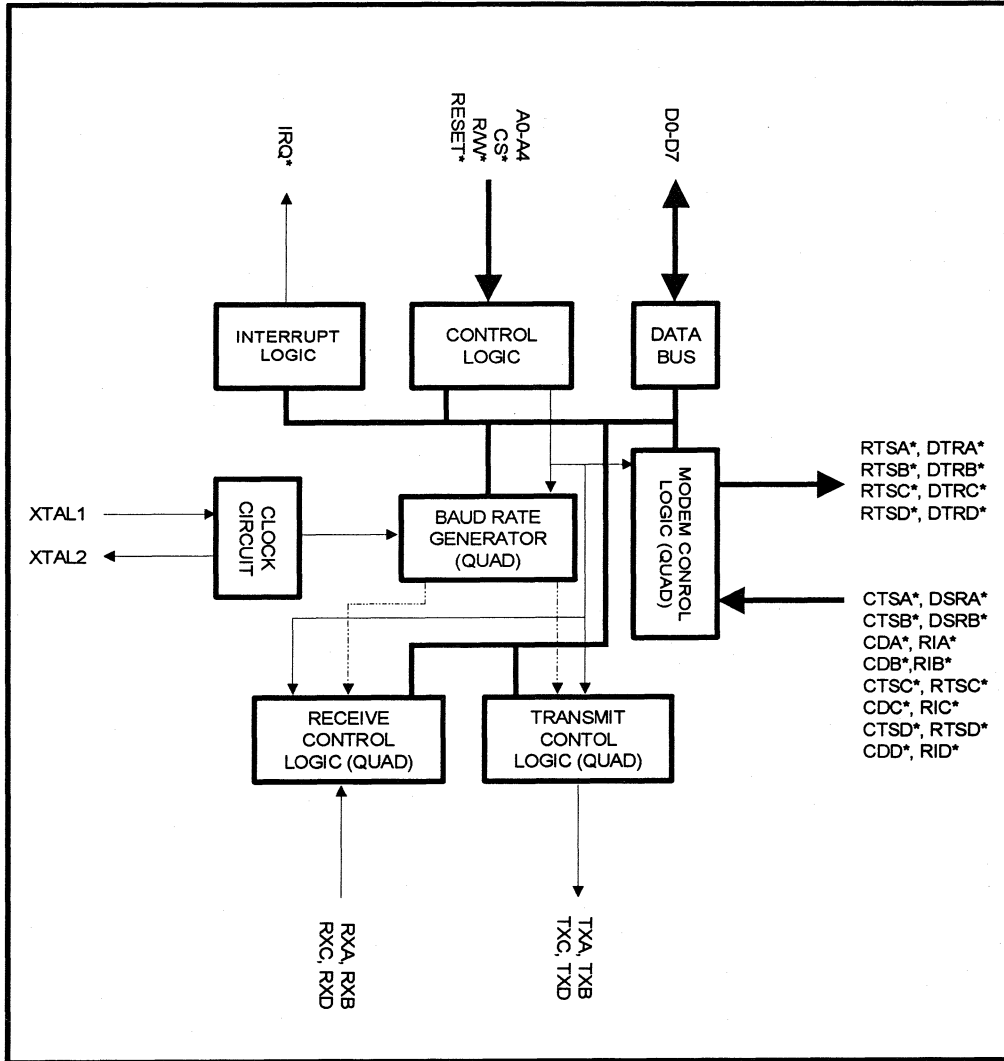 IRQ*
A0-A4
CS*
R/W*
RESET*
D0-D7
INTERRUPT
LOGIC
CONTROL
LOGIC
DATA
BUS
XTAL1
XTAL2
CLOCK
CIRCUIT
BAUD RATE
GENERATOR
(QUAD)
MODEM CONROL
LOGIC (QUAD)
RTSA*, DTRA*
RTSB*, DTRB*
RTSC*, DTRC*
RTSD*, DTRD*
CTSA*, DSRA*
CTSB*, DSRB*
CDA*, RIA*
CDB*,RIB*
CTSC*, RTSC*
CDC*, RIC*
CTSD*, RTSD*
CDD*, RID*
RECEIVE
CONTROL
LOGIC (QUAD)
TRANSMIT
CONTOL
LOGIC (QUAD)
RXA, RXB
RXC, RXD
TXA, TXB
TXC, TXD